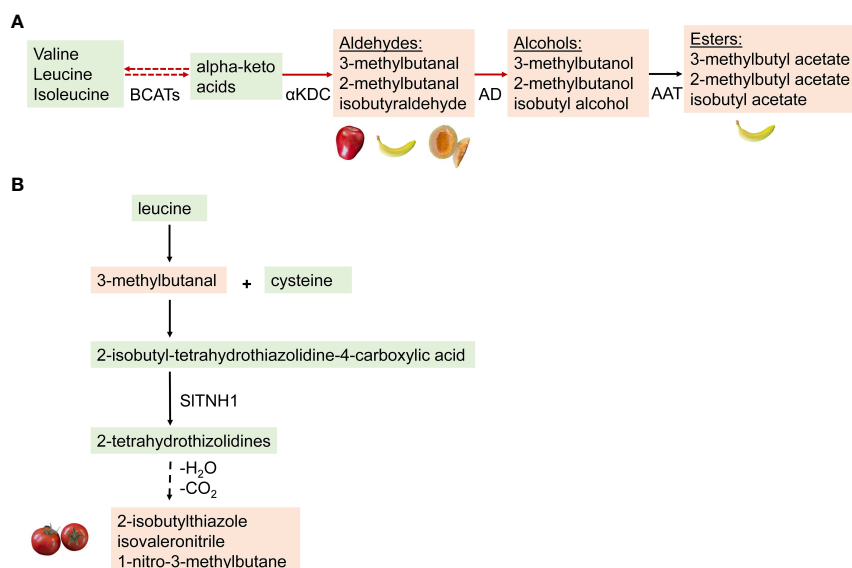 A
Valine
Leucine
Isoleucine
BCATs
alpha-keto
acids
αKDC
Aldehydes:
3-methylbutanal
2-methylbutanal
isobutyraldehyde
AD
Alcohols:
3-methylbutanol
2-methylbutanol
isobutyl alcohol
AAT
Esters:
3-methylbutyl acetate
2-methylbutyl acetate
isobutyl acetate
B
leucine
3-methylbutanal
+
cysteine
2-isobutyl-tetrahydrothiazolidine-4-carboxylic acid
SlTNH1
2-tetrahydrothizolidines
-H₂O
-CO₂
2-isobutylthiazole
isovaleronitrile
1-nitro-3-methylbutane